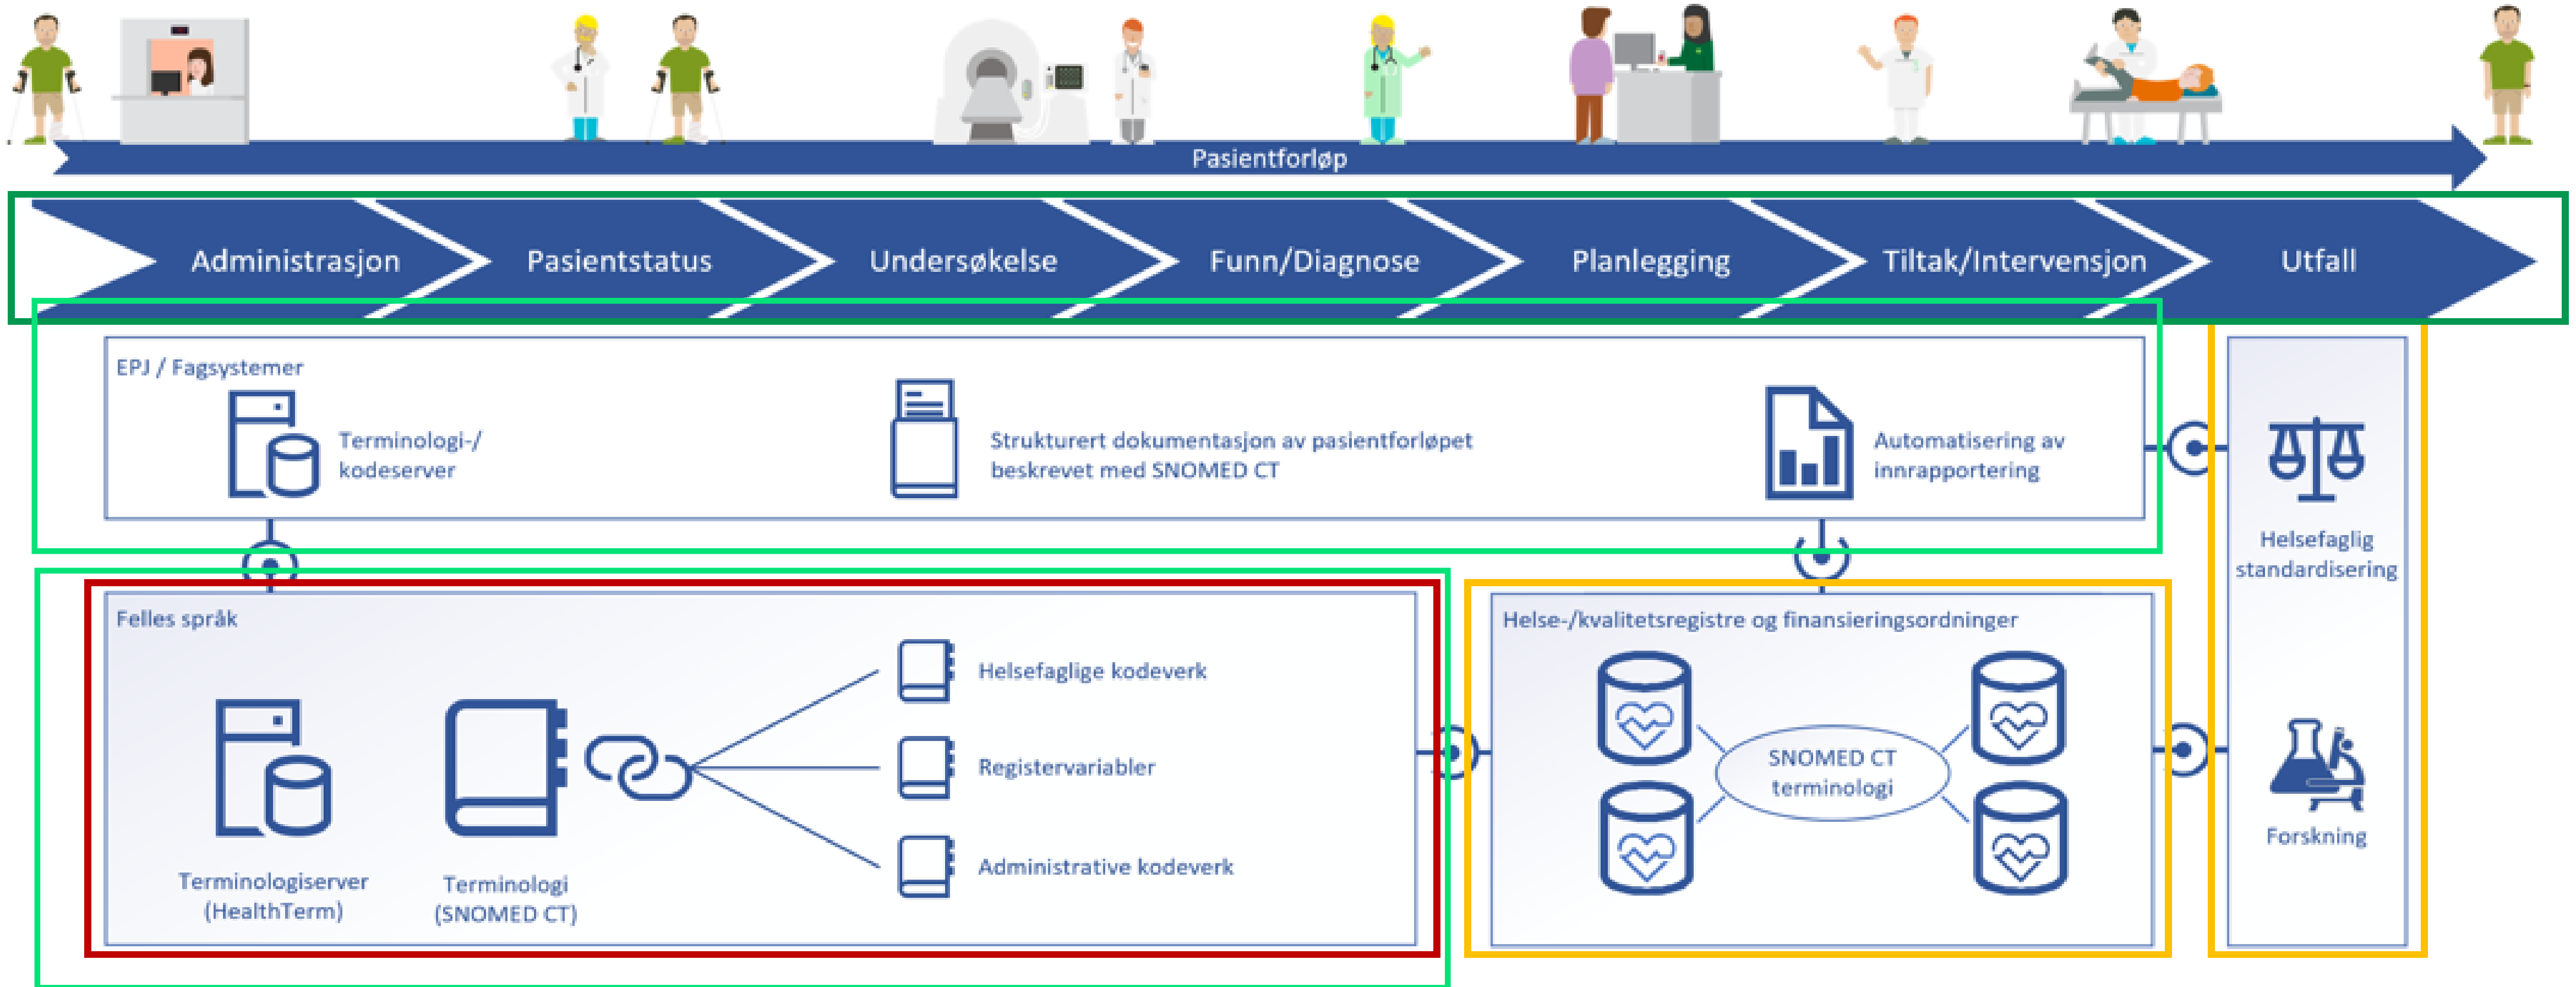 Pasientforløp
Administrasjon
Pasientstatus
Undersøkelse
Funn/Diagnose
Planlegging
Tiltak/Intervensjon
Utfall
EPJ / Fagsystemer
Terminologi-/
kodeserver
Strukturert dokumentasjon av pasientforløpet
beskrevet med SNOMED CT
Automatisering av
innrapportering
Helsefaglig
standardisering
Forskning
Felles språk
Terminologiserver
(HealthTerm)
Terminologi
(SNOMED CT)
Helsefaglige kodeverk
Registervariabler
Administrative kodeverk
Helse-/kvalitetsregistre og finansieringsordninger
SNOMED CT
terminologi